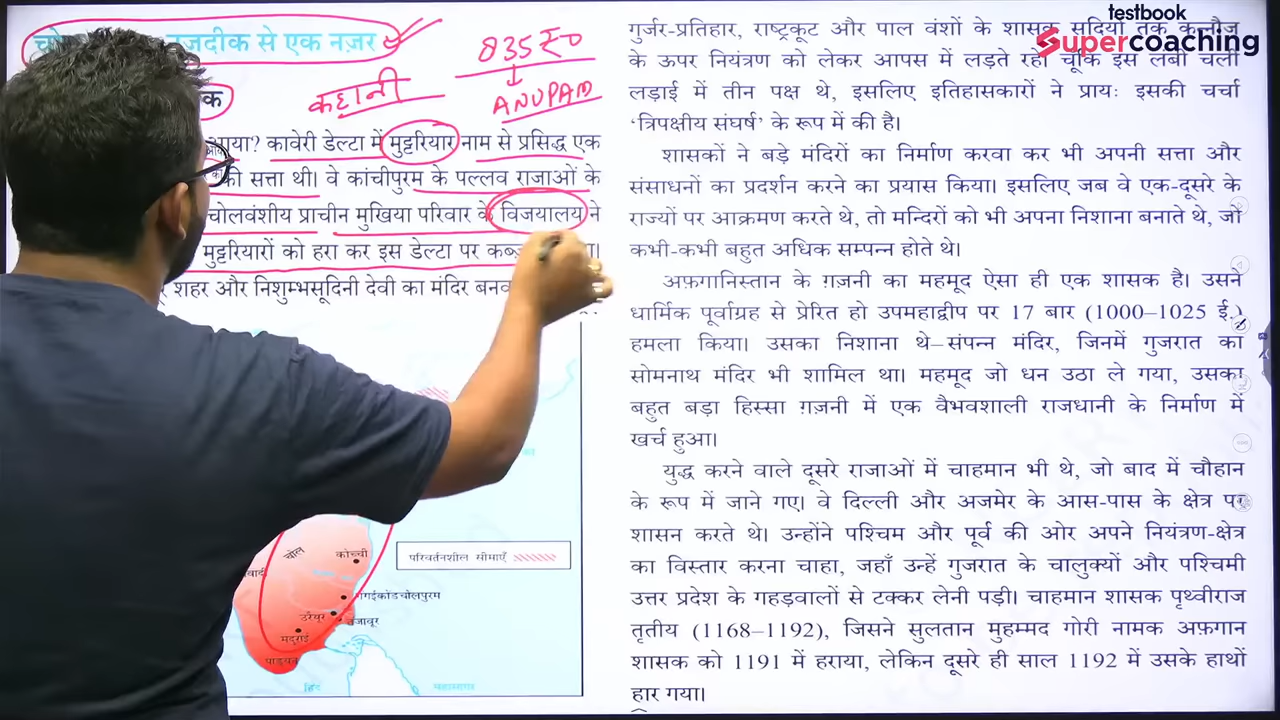 नज़दीक से एक नज़र
835 ई०
कहानी
ANUPAM
आया? कावेरी डेल्टा में मुट्टरियार नाम से प्रसिद्ध एक
की सत्ता थी। वे कांचीपुरम के पल्लव राजाओं के
चोलवंशीय प्राचीन मुखिया परिवार के विजयालय ने
मुट्टरियारों को हरा कर इस डेल्टा पर
शहर और निशुम्भसूदिनी देवी का मंदिर
परिवर्तनशील सीमाएँ
चोल
कोच्ची
उरैयूर
तंजावूर
मदुराई
पाण्ड्य
हिंद
महासागर
testbook
Supercoaching
गुर्जर-प्रतिहार, राष्ट्रकूट और पाल वंशों के शासक सदियों तक कन्नौज
के ऊपर नियंत्रण को लेकर आपस में लड़ते रहे। चूँकि इस लंबी चली
लड़ाई में तीन पक्ष थे, इसलिए इतिहासकारों ने प्रायः इसकी चर्चा
‘त्रिपक्षीय संघर्ष’ के रूप में की है।
शासकों ने बड़े मंदिरों का निर्माण करवा कर भी अपनी सत्ता और
संसाधनों का प्रदर्शन करने का प्रयास किया। इसलिए जब वे एक-दूसरे के
राज्यों पर आक्रमण करते थे, तो मन्दिरों को भी अपना निशाना बनाते थे, जो
कभी-कभी बहुत अधिक सम्पन्न होते थे।
अफ़गानिस्तान के ग़ज़नी का महमूद ऐसा ही एक शासक है। उसने
धार्मिक पूर्वाग्रह से प्रेरित हो उपमहाद्वीप पर 17 बार (1000–1025 ई.)
हमला किया। उसका निशाना थे–संपन्न मंदिर, जिनमें गुजरात का
सोमनाथ मंदिर भी शामिल था। महमूद जो धन उठा ले गया, उसका
बहुत बड़ा हिस्सा ग़ज़नी में एक वैभवशाली राजधानी के निर्माण में
खर्च हुआ।
युद्ध करने वाले दूसरे राजाओं में चाहमान भी थे, जो बाद में चौहान
के रूप में जाने गए। वे दिल्ली और अजमेर के आस-पास के क्षेत्र पर
शासन करते थे। उन्होंने पश्चिम और पूर्व की ओर अपने नियंत्रण-क्षेत्र
का विस्तार करना चाहा, जहाँ उन्हें गुजरात के चालुक्यों और पश्चिमी
उत्तर प्रदेश के गहड़वालों से टक्कर लेनी पड़ी। चाहमान शासक पृथ्वीराज
तृतीय (1168–1192), जिसने सुलतान मुहम्मद गोरी नामक अफ़गान
शासक को 1191 में हराया, लेकिन दूसरे ही साल 1192 में उसके हाथों
हार गया।